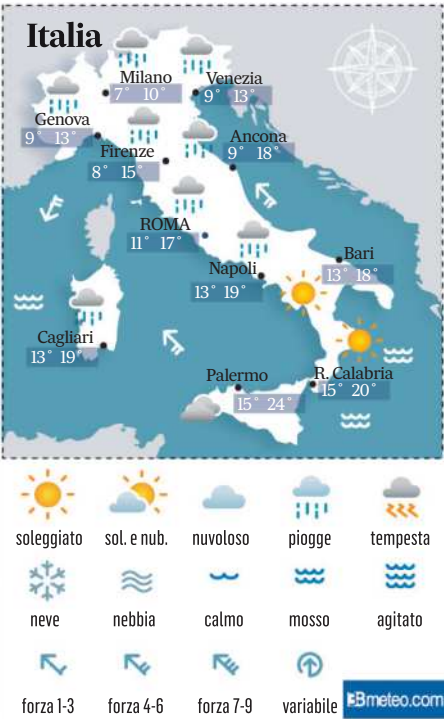 Italia
Milano
7° 10°
Venezia
9° 13°
Genova
9° 13°
Firenze
8° 15°
Ancona
9° 18°
ROMA
11° 17°
Napoli
13° 19°
Bari
13° 18°
Cagliari
13° 19°
Palermo
15° 24°
R. Calabria
15° 20°
soleggiato sol. e nub. nuvoloso piogge tempesta
neve nebbia calmo mosso agitato
forza 1-3 forza 4-6 forza 7-9 variabile
3Bmeteo.com